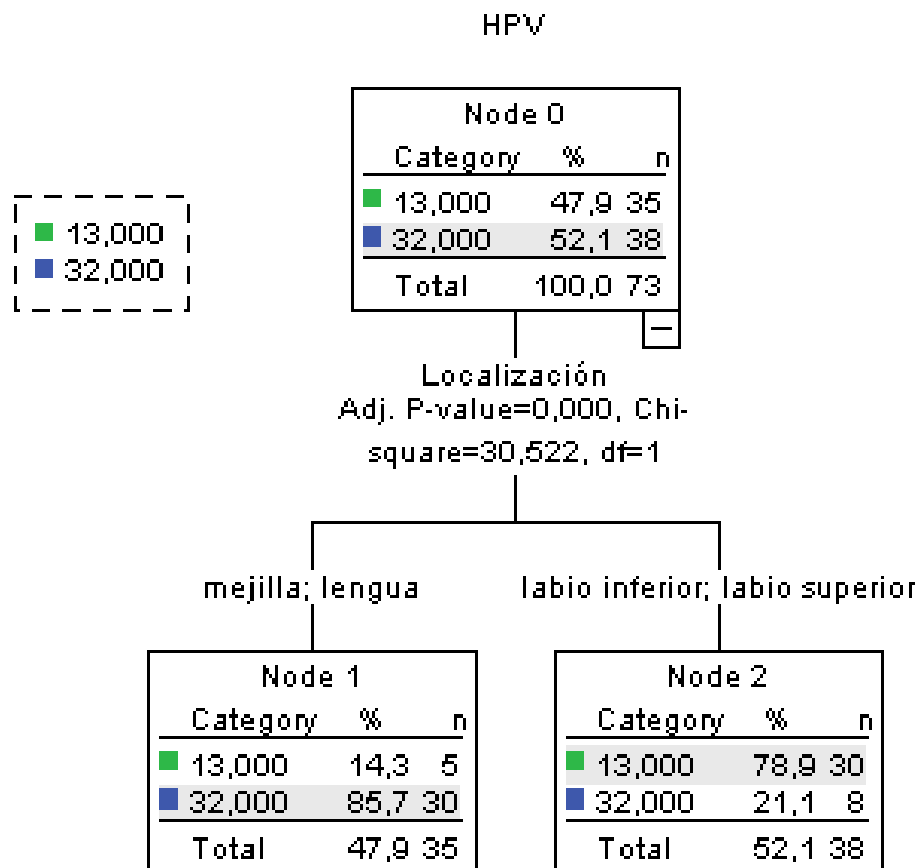 HPV
Node 0
Category % n
13,000 47,9 35
32,000 52,1 38
Total 100,0 73
13,000
32,000
Localización
Adj. P-value=0,000, Chi-
square=30,522, df=1
mejilla; lengua
labio inferior; labio superior
Node 1
Category % n
13,000 14,3 5
32,000 85,7 30
Total 47,9 35
Node 2
Category % n
13,000 78,9 30
32,000 21,1 8
Total 52,1 38